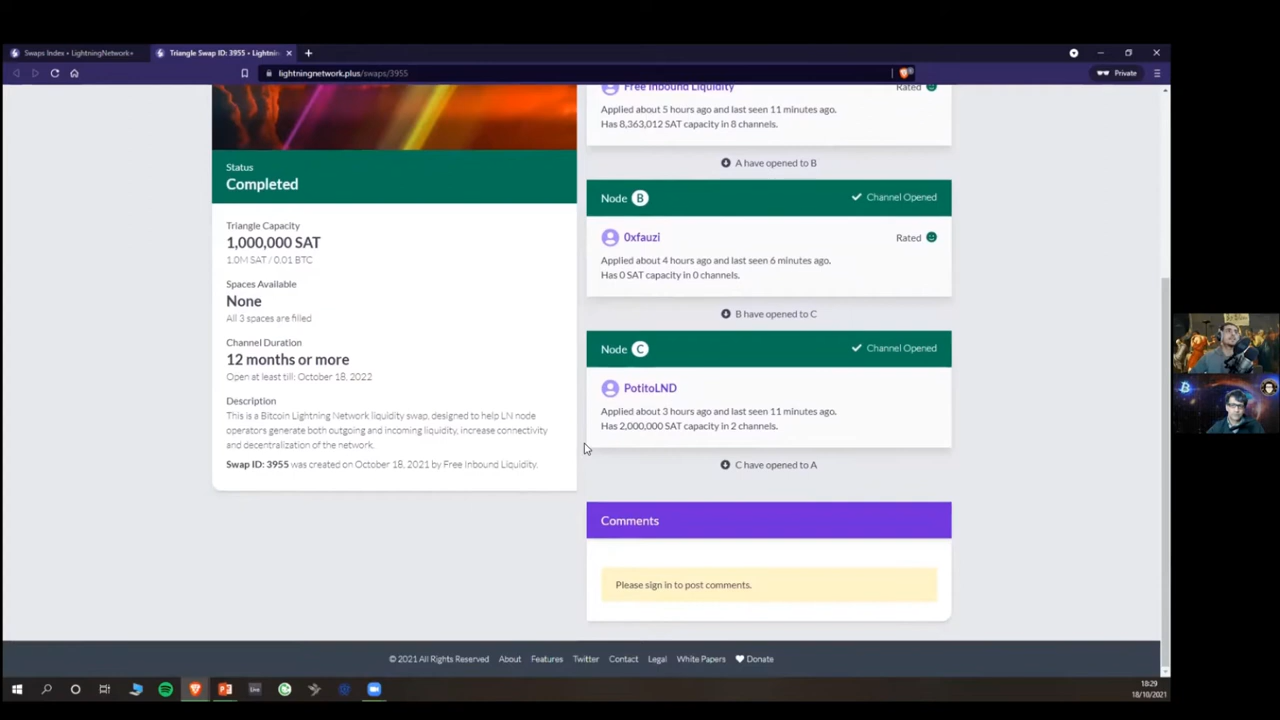 Swaps Index • LightningNetwork+
Triangle Swap ID: 3955 • Lightnin
lightningnetwork.plus/swaps/3955
Private
Status
Completed
Triangle Capacity
1,000,000 SAT
1.0M SAT / 0.01 BTC
Spaces Available
None
All 3 spaces are filled
Channel Duration
12 months or more
Open at least till: October 18, 2022
Description
This is a Bitcoin Lightning Network liquidity swap, designed to help LN node
operators generate both outgoing and incoming liquidity, increase connectivity
and decentralization of the network.
Swap ID: 3955 was created on October 18, 2021 by Free Inbound Liquidity.
Free Inbound Liquidity
Rated
Applied about 5 hours ago and last seen 11 minutes ago.
Has 8,363,012 SAT capacity in 8 channels.
A have opened to B
Node B
Channel Opened
0xfauzi
Rated
Applied about 4 hours ago and last seen 6 minutes ago.
Has 0 SAT capacity in 0 channels.
B have opened to C
Node C
Channel Opened
PotitoLND
Applied about 3 hours ago and last seen 11 minutes ago.
Has 2,000,000 SAT capacity in 2 channels.
C have opened to A
Comments
Please sign in to post comments.
© 2021 All Rights Reserved About Features Twitter Contact Legal White Papers Donate
Live
18:29
18/10/2021